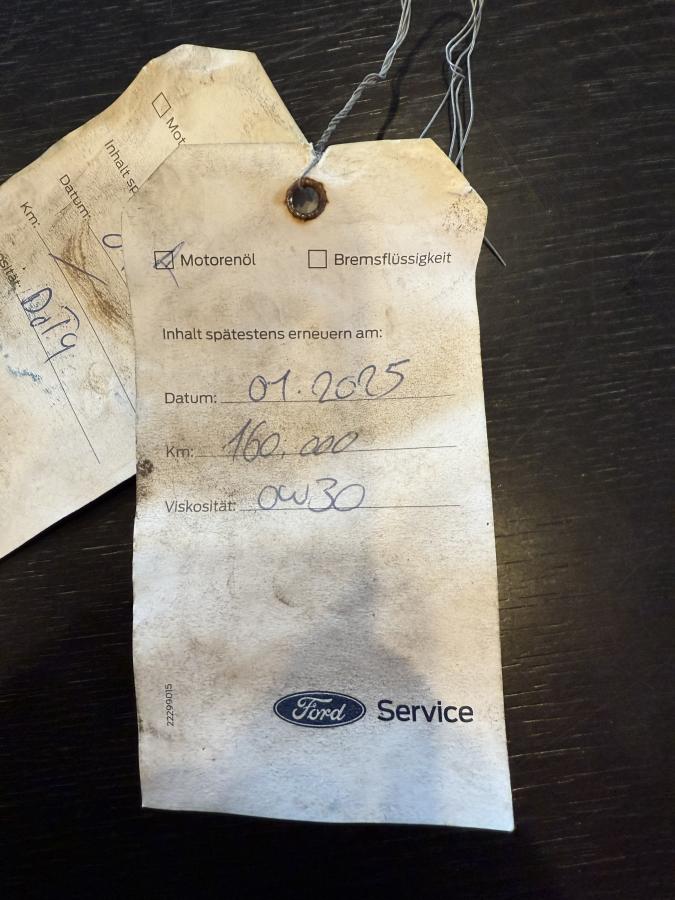 Motorenöl Bremsflüssigkeit
Inhalt spätestens erneuern am:
Datum: 01.2025
Km: 160.000
Viskosität: 0W30
22299015
Ford Service
Mot
Inhalt sp
Datum:
Km: